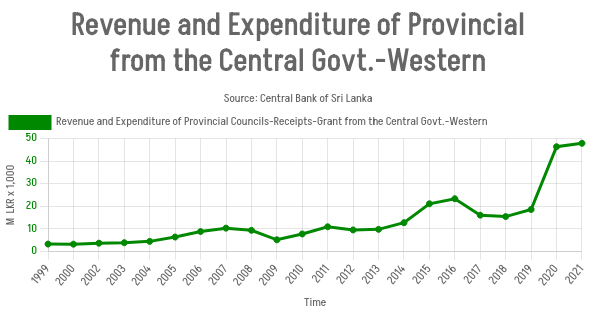 Revenue and Expenditure of Provincial
from the Central Govt.-Western
Source: Central Bank of Sri Lanka
Revenue and Expenditure of Provincial Councils-Receipts-Grant from the Central Govt.-Western
M LKR x 1,000
50
40
30
20
10
0
1999 2000 2002 2003 2004 2005 2006 2007 2008 2009 2010 2011 2012 2013 2014 2015 2016 2017 2018 2019 2020 2021
Time